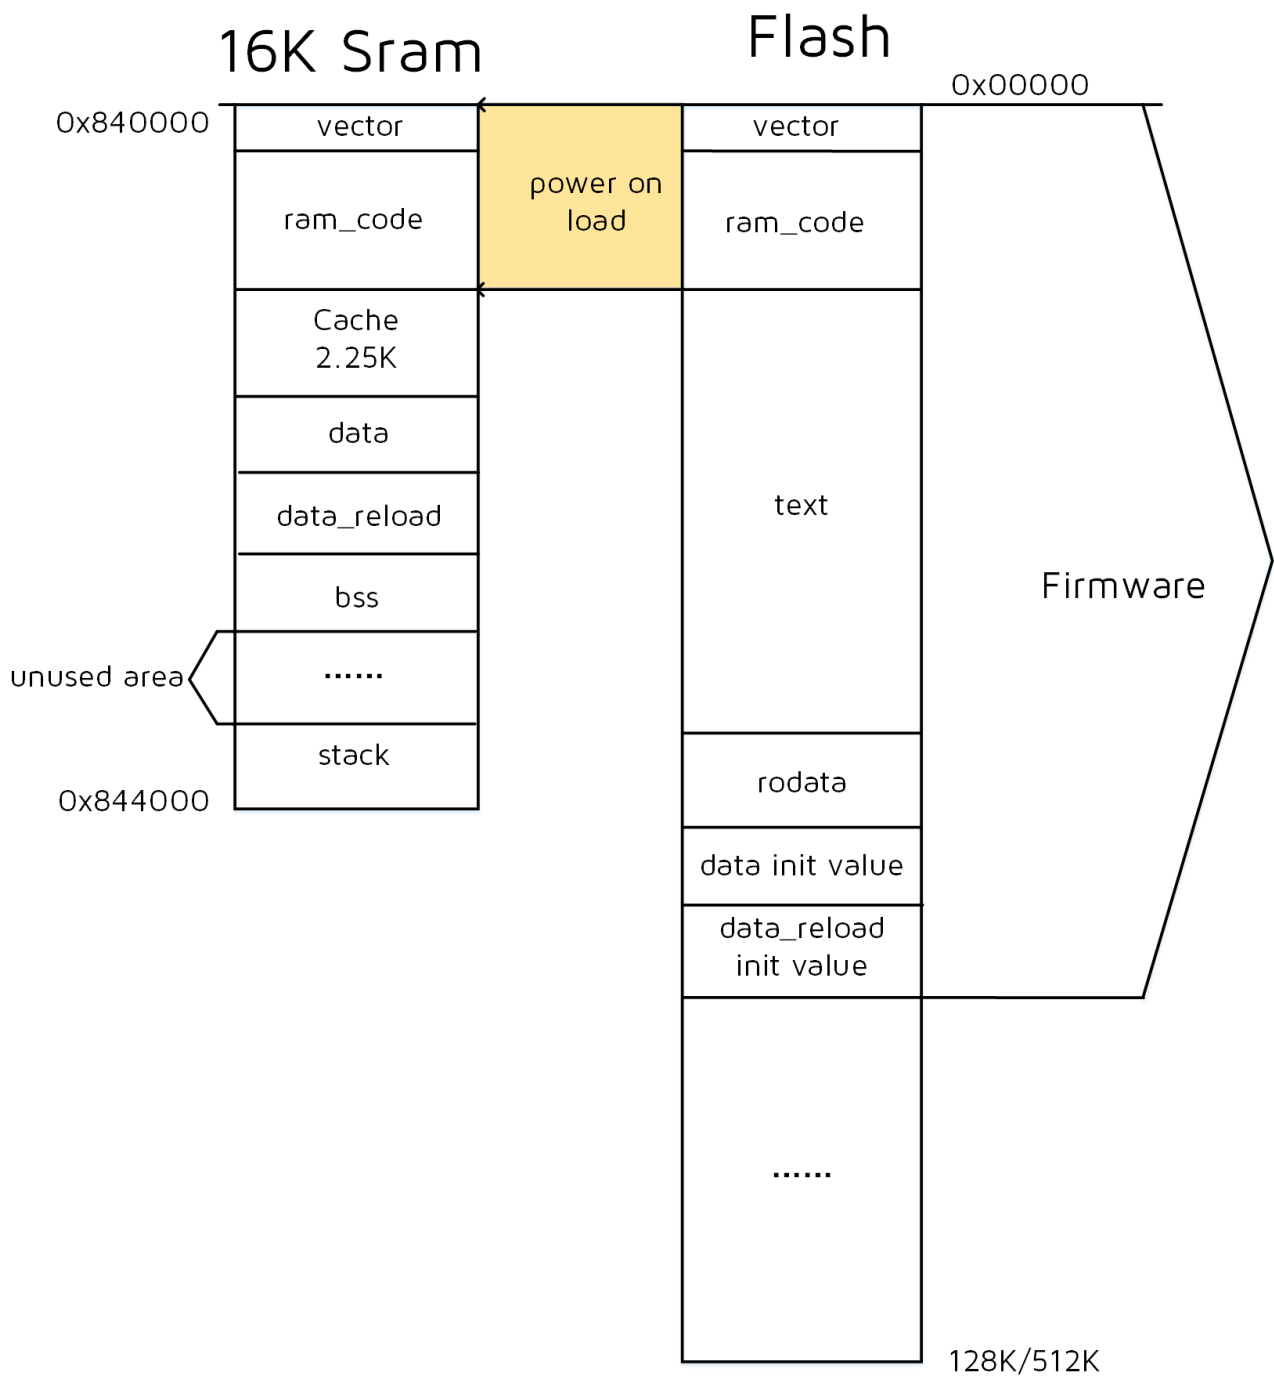 16K Sram
Flash
0x00000
0x840000
vector
ram_code
Cache
2.25K
data
data_reload
bss
unused area
......
stack
0x844000
power on
load
vector
ram_code
text
rodata
data init value
data_reload
init value
......
128K/512K
Firmware